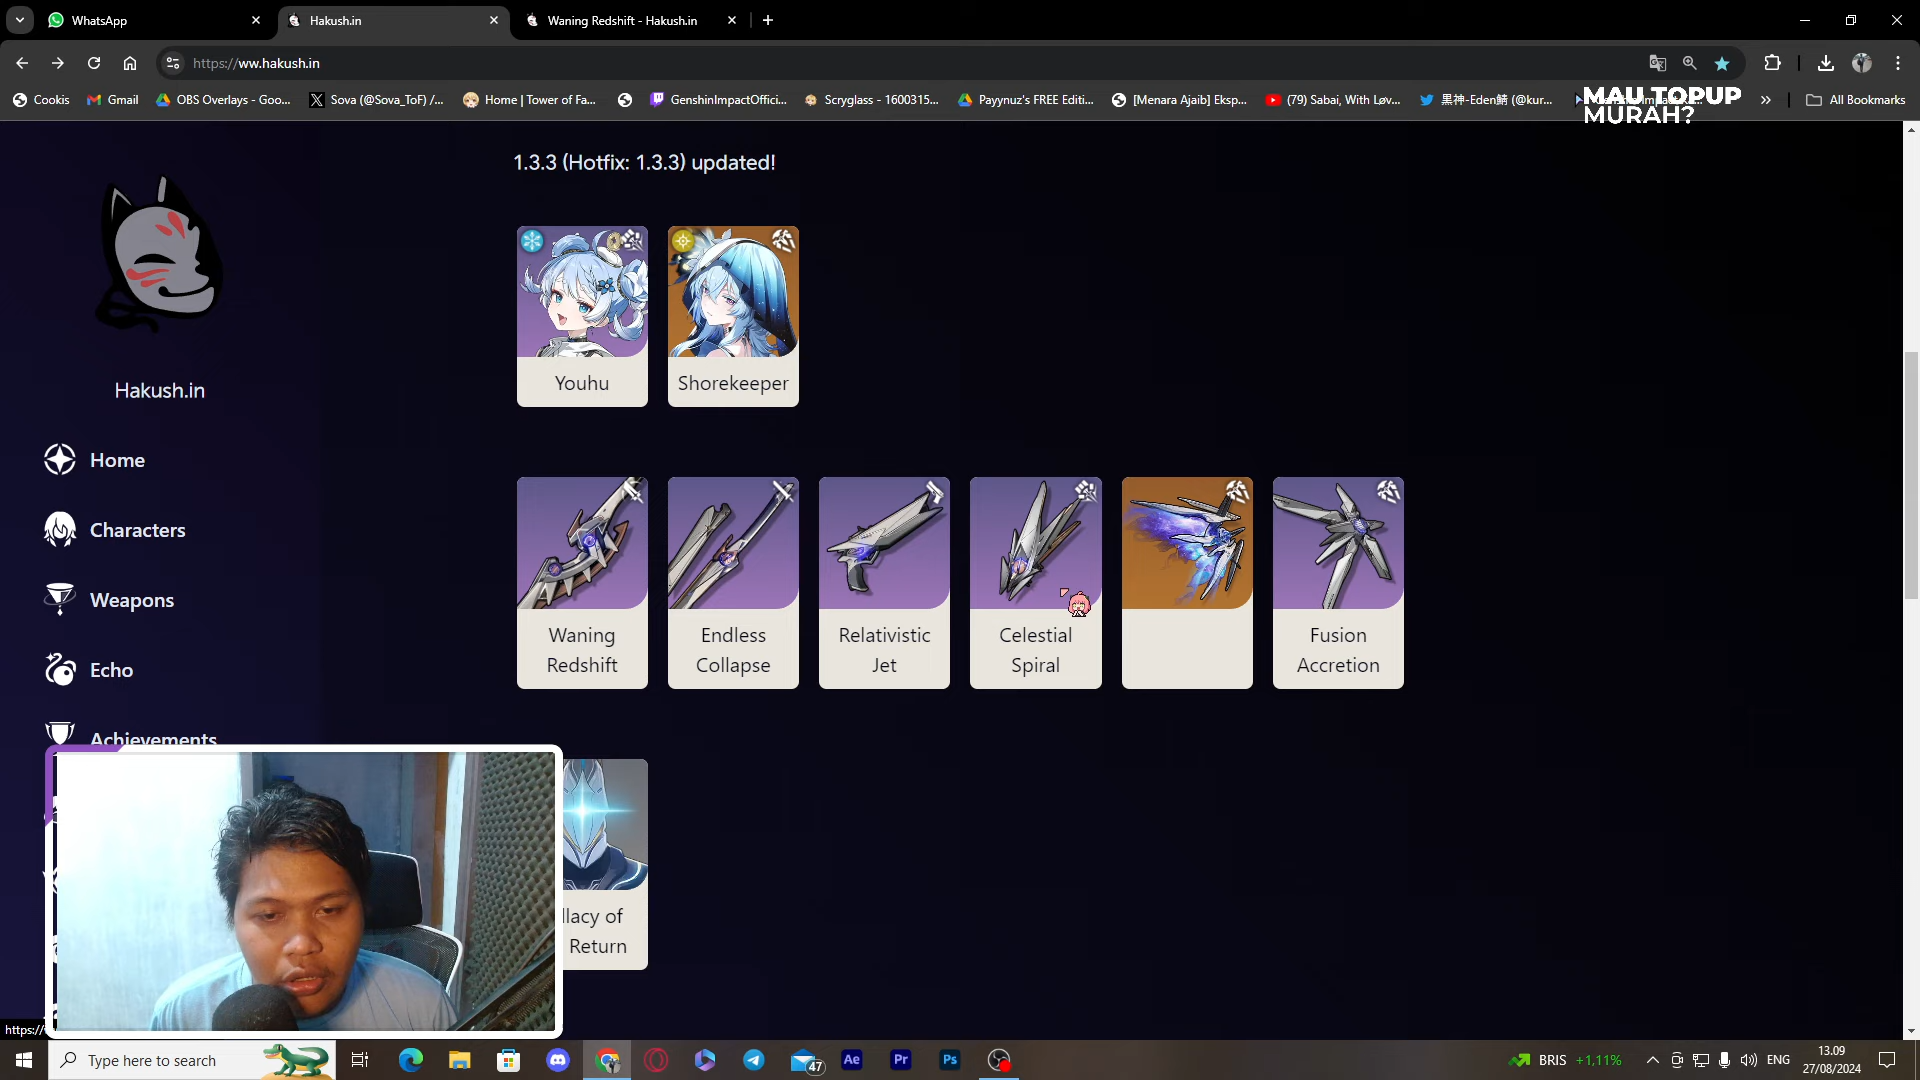 WhatsApp
Hakush.in
Waning Redshift - Hakush.in
https://ww.hakush.in
Cookis
Gmail
OBS Overlays - Goo...
Sova (@Sova_ToF) /...
Home | Tower of Fa...
GenshinImpactOffici...
Scryglass - 1600315...
Payynuz's FREE Editi...
[Menara Ajaib] Eksp...
(79) Sabai, With Løv...
黒神-Eden鯖 (@kur...
All Bookmarks
MAU TOPUP
MURAH?
1.3.3 (Hotfix: 1.3.3) updated!
Youhu
Shorekeeper
Hakush.in
Home
Characters
Weapons
Echo
Achievements
Waning
Redshift
Endless
Collapse
Relativistic
Jet
Celestial
Spiral
Fusion
Accretion
llacy of
Return
https://
Type here to search
47
Ae
Pr
Ps
BRIS +1,11%
ENG
13.09
27/08/2024